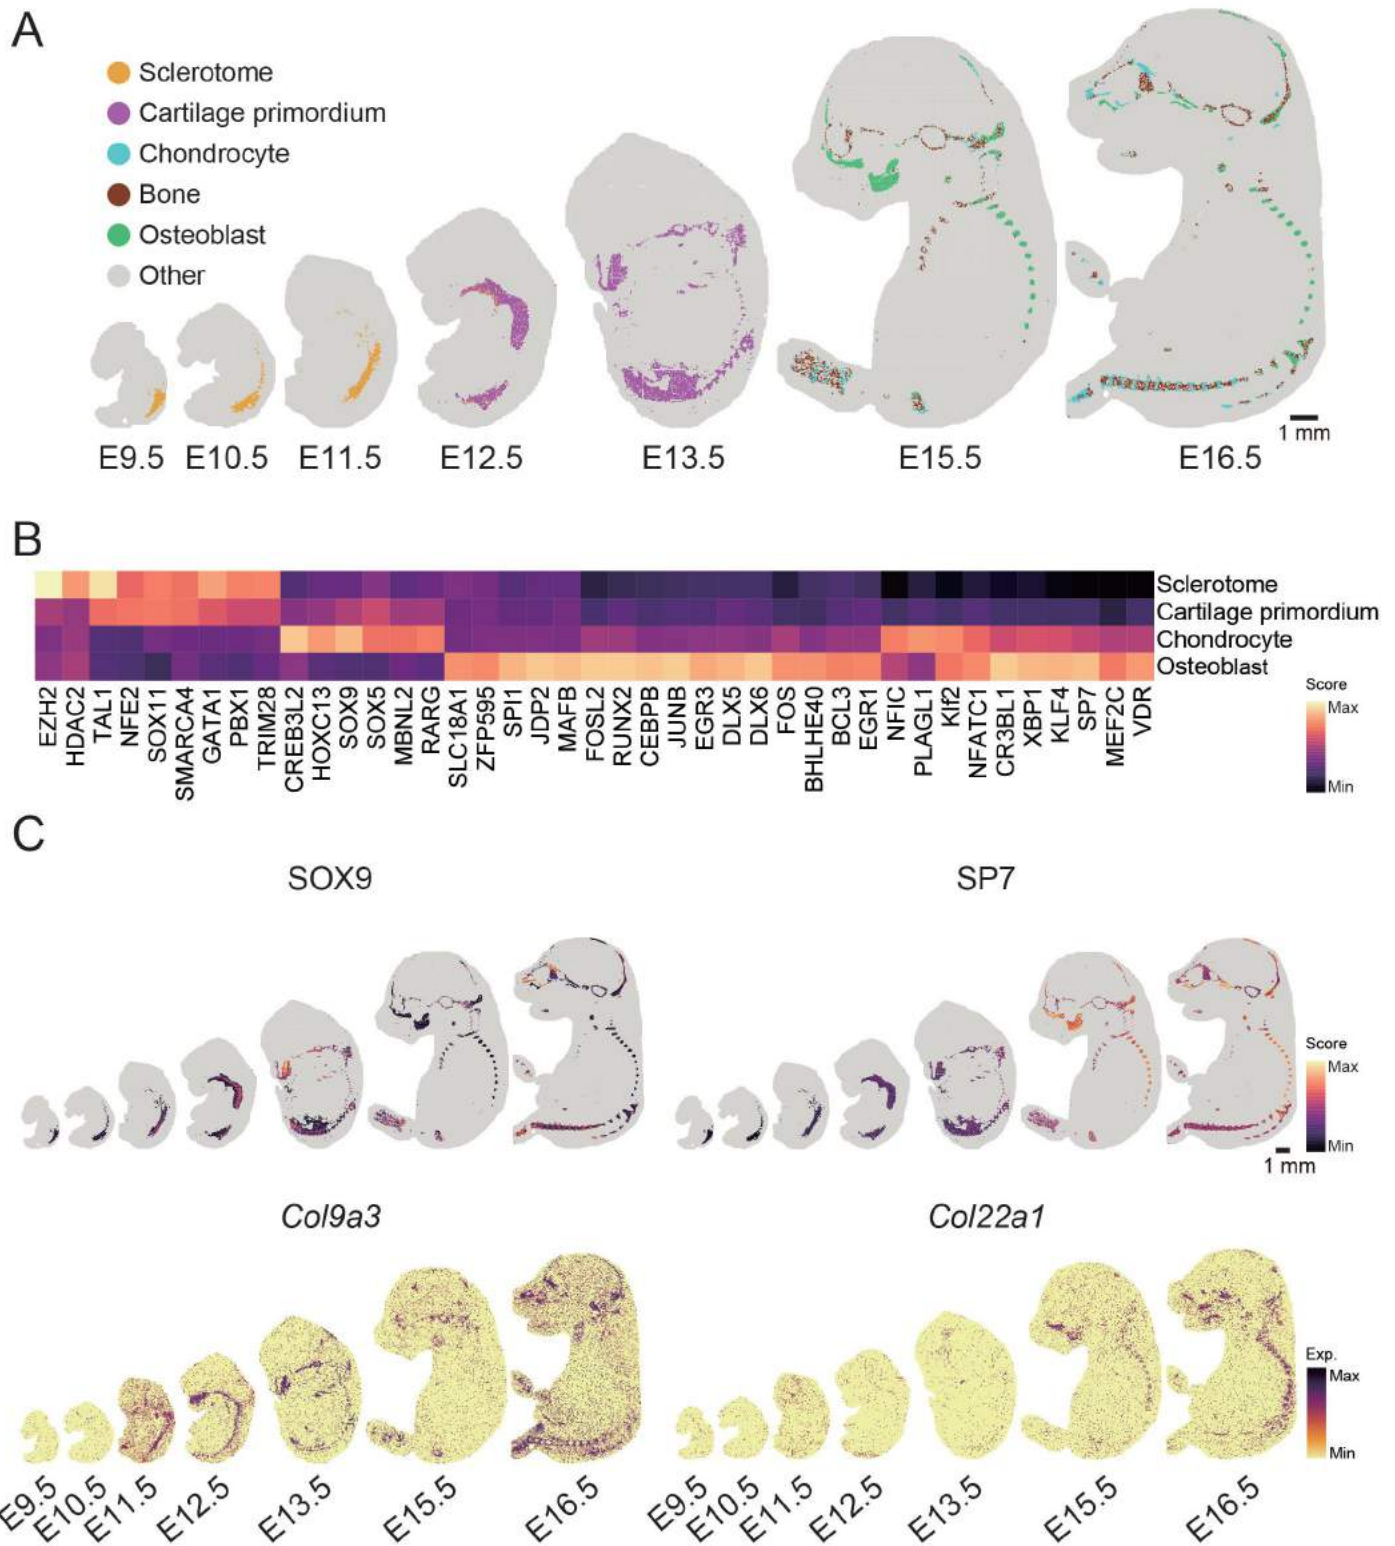 A
Sclerotome
Cartilage primordium
Chondrocyte
Bone
Osteoblast
Other
1 mm
E9.5 E10.5 E11.5 E12.5 E13.5 E15.5 E16.5
B
Sclerotome
Cartilage primordium
Chondrocyte
Osteoblast
EZH2
HDAC2
TAL1
NFE2
SOX11
SMARCA4
GATA1
PBX1
TRIM28
CREB3L2
HOXC13
SOX9
SOX5
MBNL2
RARG
SLC18A1
ZFP595
SPI1
JDP2
MAFB
FOSL2
RUNX2
CEBPB
JUNB
EGR3
DLX5
DLX6
FOS
BHLHE40
BCL3
EGR1
NFIC
PLAGL1
Klf2
NFATC1
CR3BL1
XBP1
KLF4
SP7
MEF2C
VDR
Score
Max
Min
C
SOX9 SP7
Score
Max
Min
1 mm
Col9a3 Col22a1
Exp.
Max
Min
E9.5 E10.5 E11.5 E12.5 E13.5 E15.5 E16.5 E9.5 E10.5 E11.5 E12.5 E13.5 E15.5 E16.5